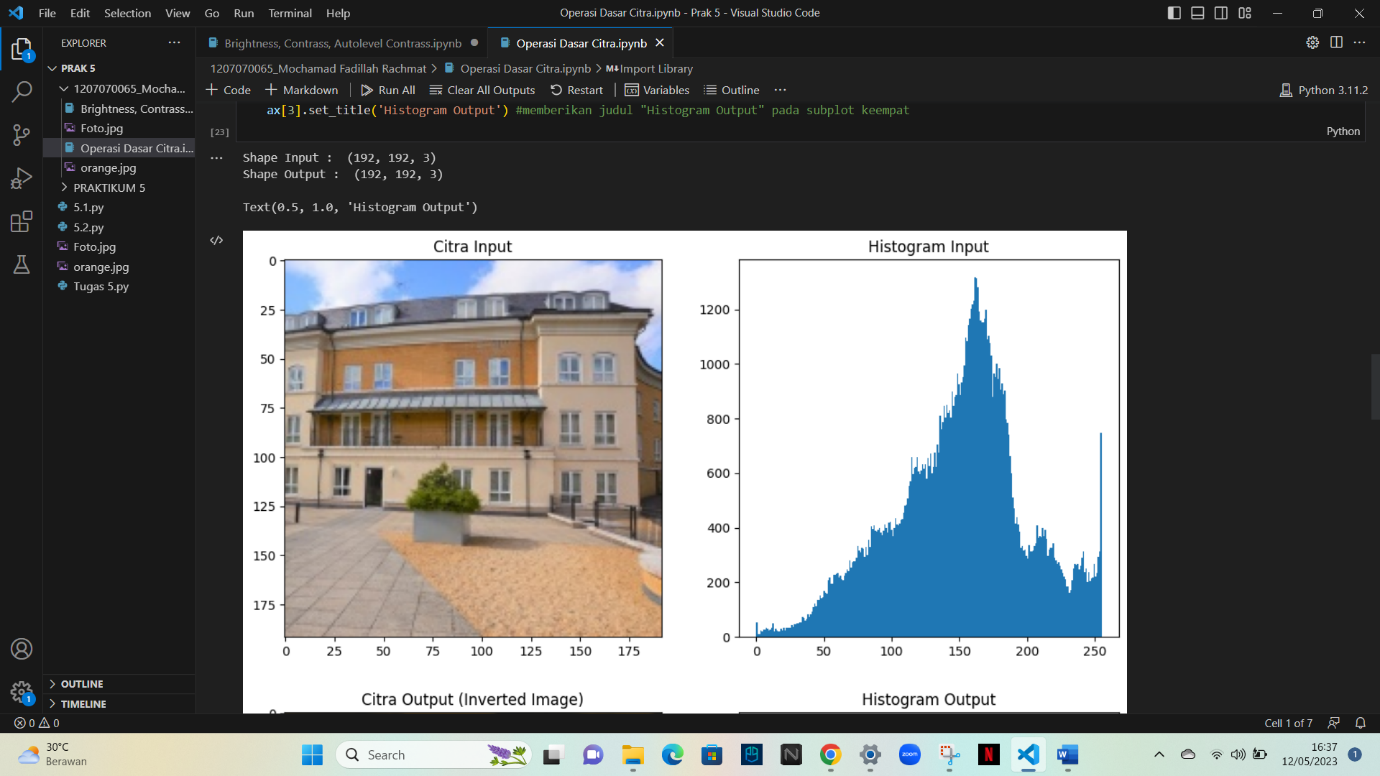 File Edit Selection View Go Run Terminal Help
Operasi Dasar Citra.ipynb - Prak 5 - Visual Studio Code
EXPLORER
Brightness, Contrass, Autolevel Contrass.ipynb
Operasi Dasar Citra.ipynb
PRAK 5
1207070065_Mochamad Fadillah Rachmat > Operasi Dasar Citra.ipynb > M↓Import Library
1207070065_Mocha...
+ Code + Markdown Run All Clear All Outputs Restart Variables Outline ...
Python 3.11.2
Brightness, Contrass...
Foto.jpg
Operasi Dasar Citra.i...
orange.jpg
PRAKTIKUM 5
5.1.py
5.2.py
Foto.jpg
orange.jpg
Tugas 5.py
ax[3].set_title('Histogram Output') #memberikan judul "Histogram Output" pada subplot keempat
[23]
Python
Shape Input :  (192, 192, 3)
Shape Output :  (192, 192, 3)
Text(0.5, 1.0, 'Histogram Output')
Citra Input
0
25
50
75
100
125
150
175
0 25 50 75 100 125 150 175
Histogram Input
1200
1000
800
600
400
200
0
0 50 100 150 200 250
Citra Output (Inverted Image)
Histogram Output
OUTLINE
TIMELINE
0 0
Cell 1 of 7
30°C
Berawan
Search
zoom
16:37
12/05/2023
1